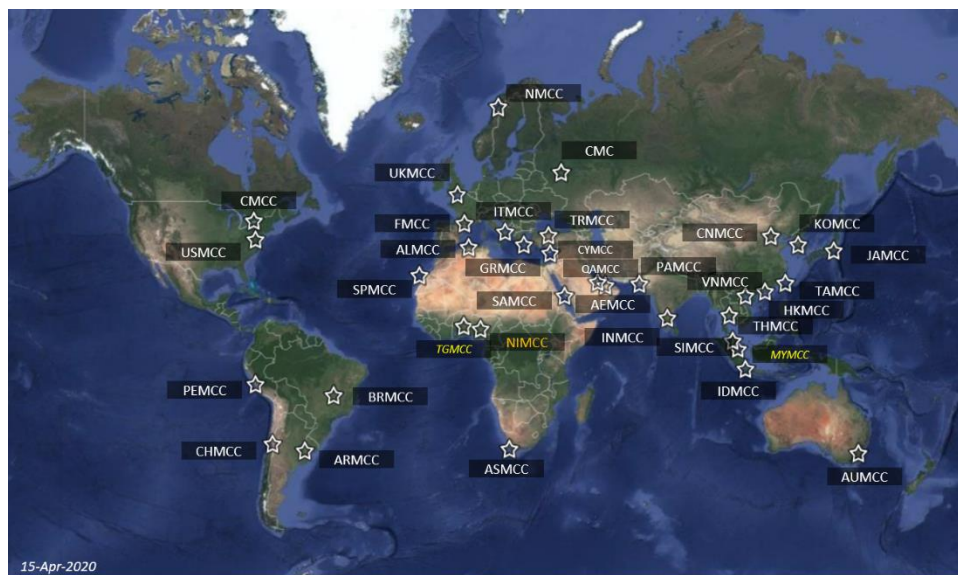 NMCC
CMC
UKMCC
CMCC
ITMCC
FMCC
TRMCC
KOMCC
CNMCC
USMCC
ALMCC
CYMCC
JAMCC
GRMCC
QAMCC
PAMCC
SPMCC
VNMCC
TAMCC
SAMCC
AEMCC
HKMCC
THMCC
INMCC
NIMCC
TGMCC
SIMCC
MYMCC
IDMCC
PEMCC
BRMCC
CHMCC
ARMCC
ASMCC
AUMCC
15-Apr-2020